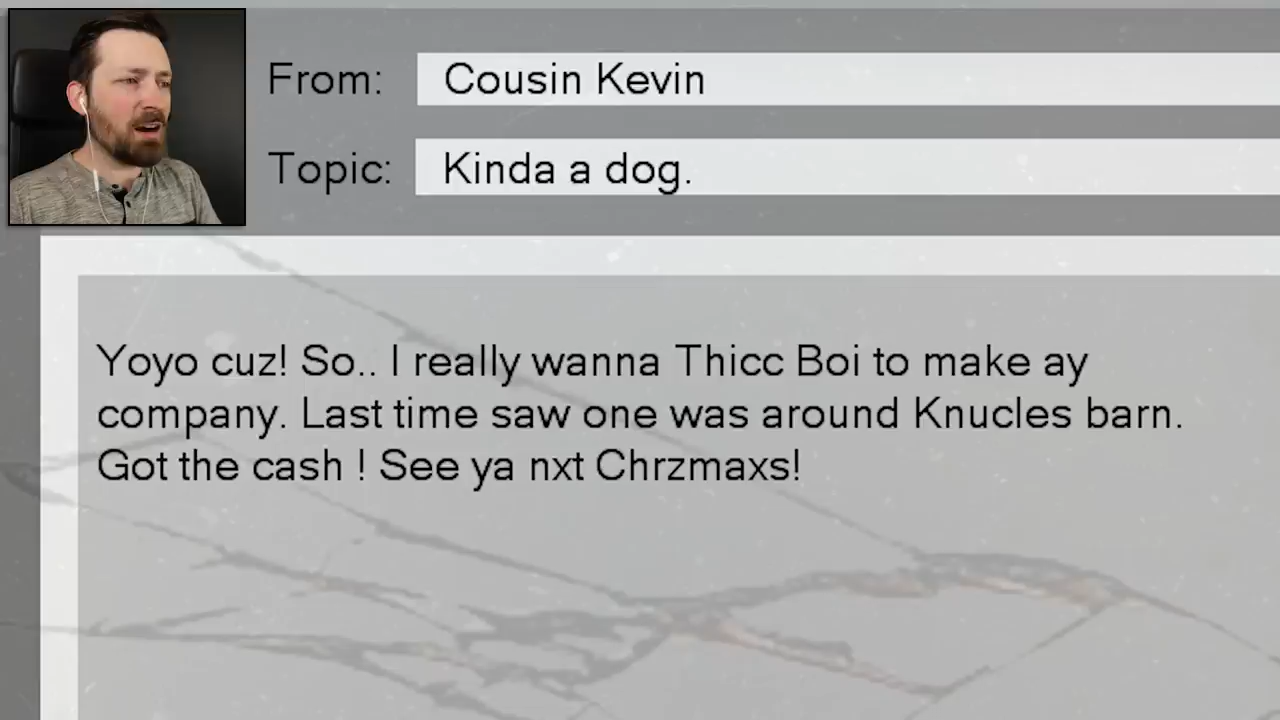 From: Cousin Kevin
Topic: Kinda a dog.
Yoyo cuz! So.. I really wanna Thicc Boi to make ay
company. Last time saw one was around Knucles barn.
Got the cash ! See ya nxt Chrzmaxs!